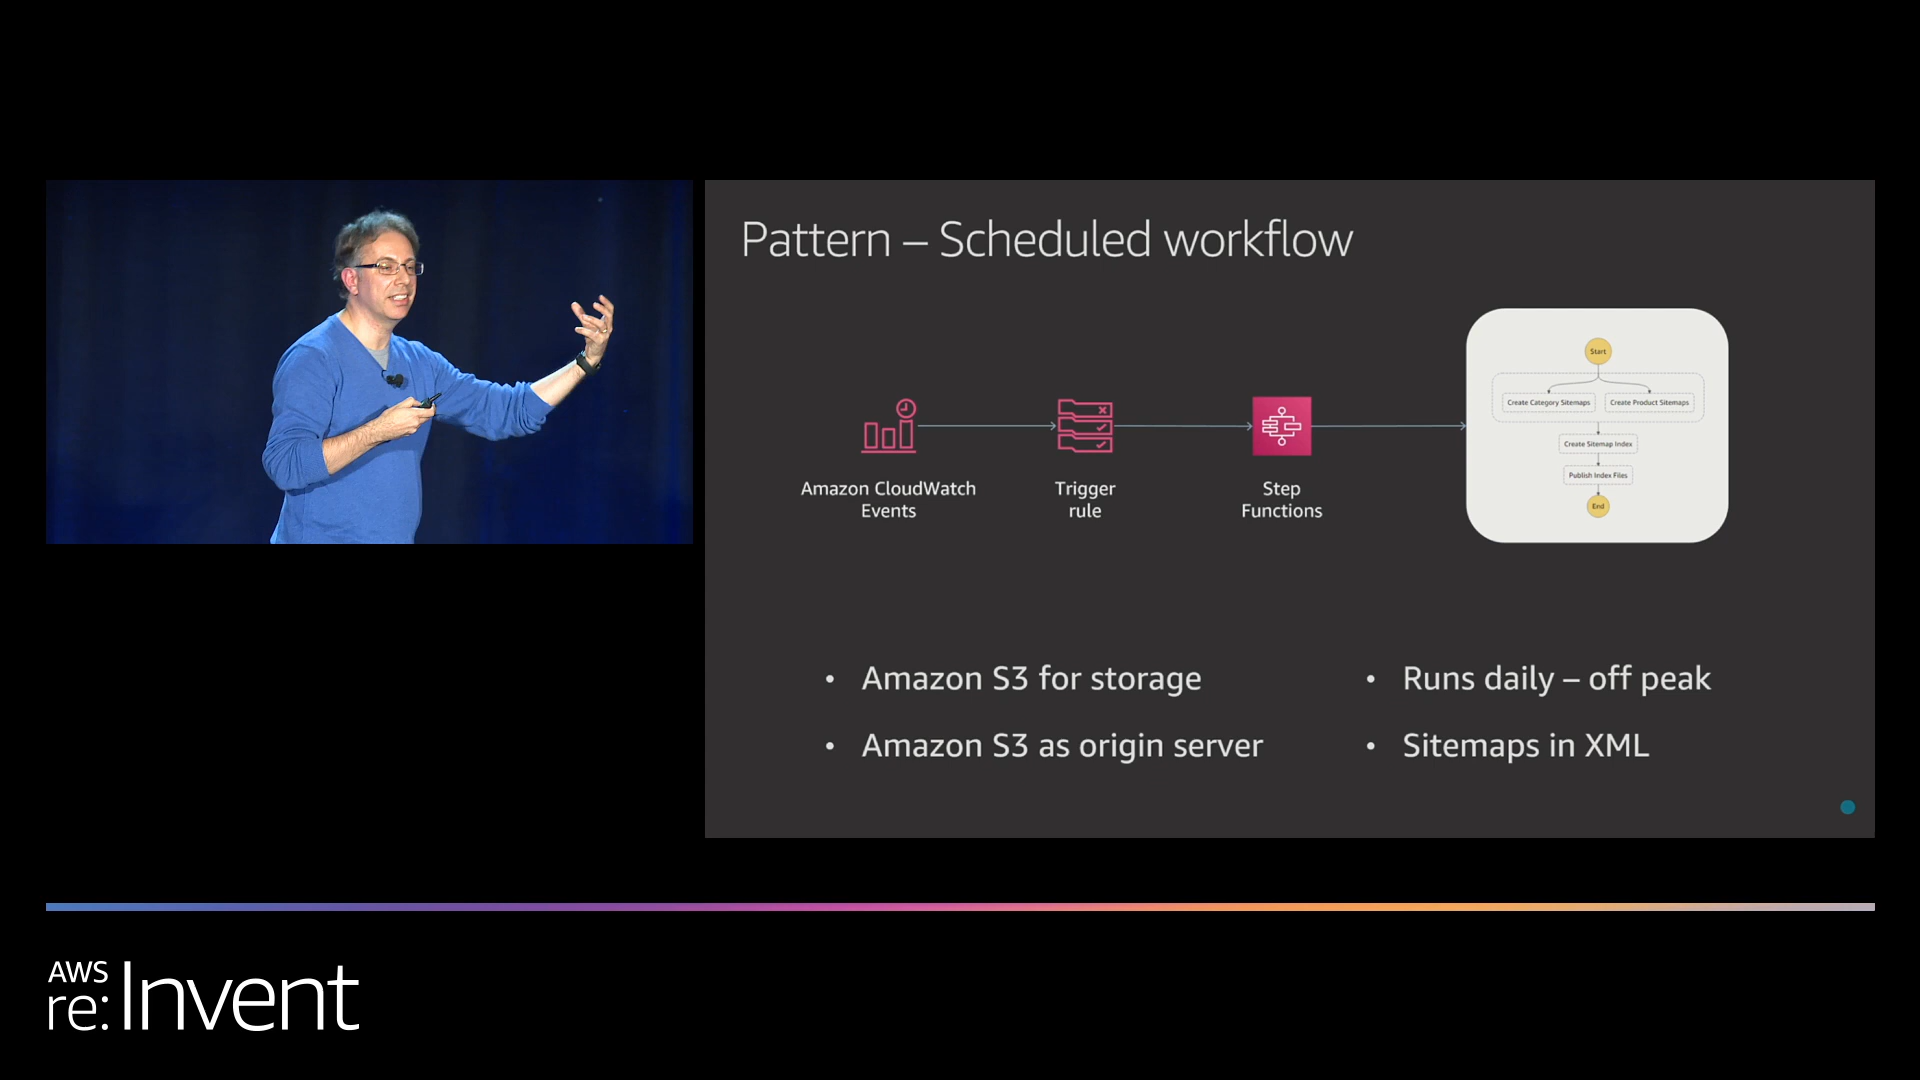 Pattern – Scheduled workflow
Amazon CloudWatch
Events
Trigger
rule
Step
Functions
Start
Create Category Sitemaps
Create Product Sitemaps
Create Sitemap Index
Publish Index Files
End
• Amazon S3 for storage
• Amazon S3 as origin server
• Runs daily – off peak
• Sitemaps in XML
AWS
re:Invent